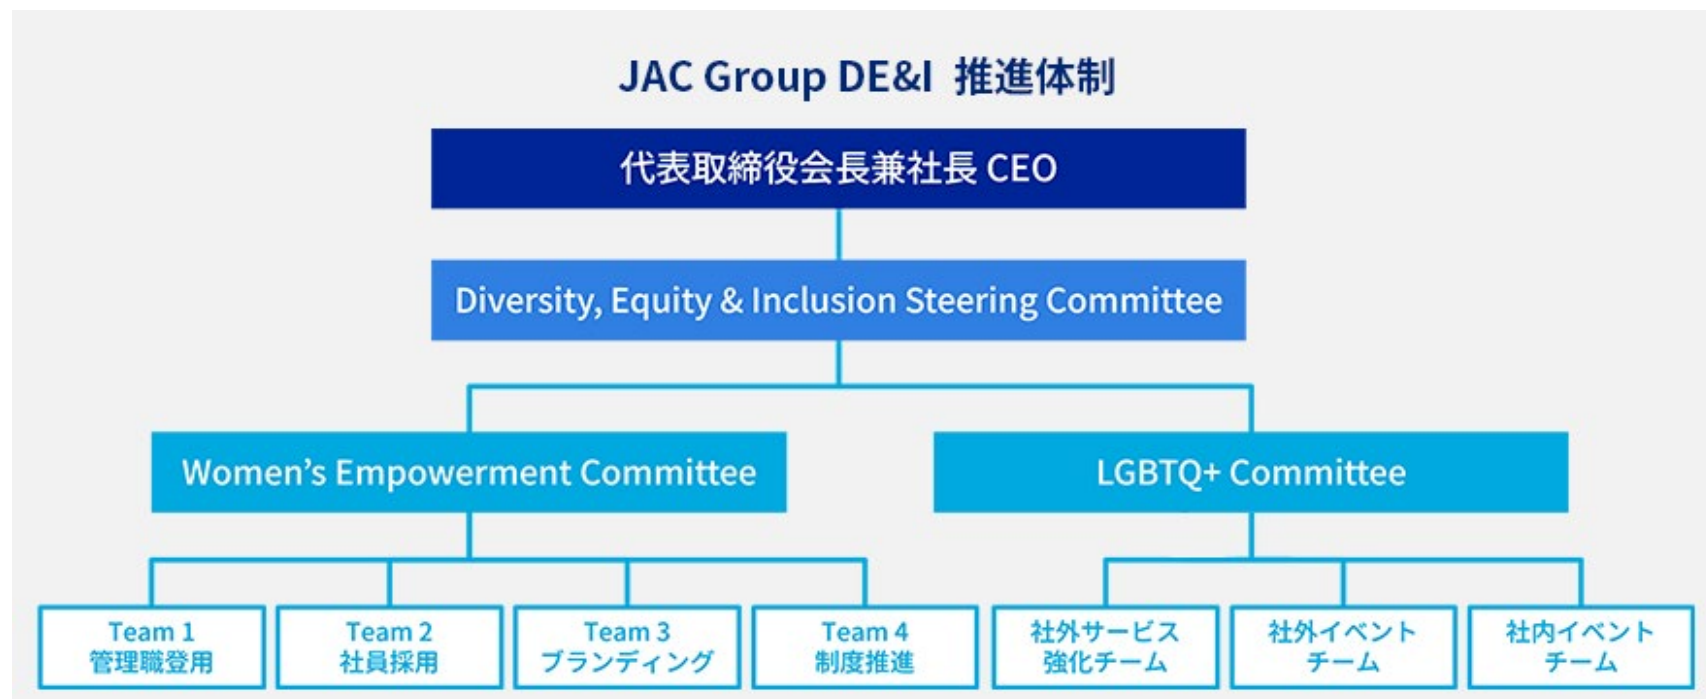 JAC Group DE&I 推進体制
代表取締役会長兼社長 CEO
Diversity, Equity & Inclusion Steering Committee
Women’s Empowerment Committee
LGBTQ+ Committee
Team 1
管理職登用
Team 2
社員採用
Team 3
ブランディング
Team 4
制度推進
社外サービス
強化チーム
社外イベント
チーム
社内イベント
チーム